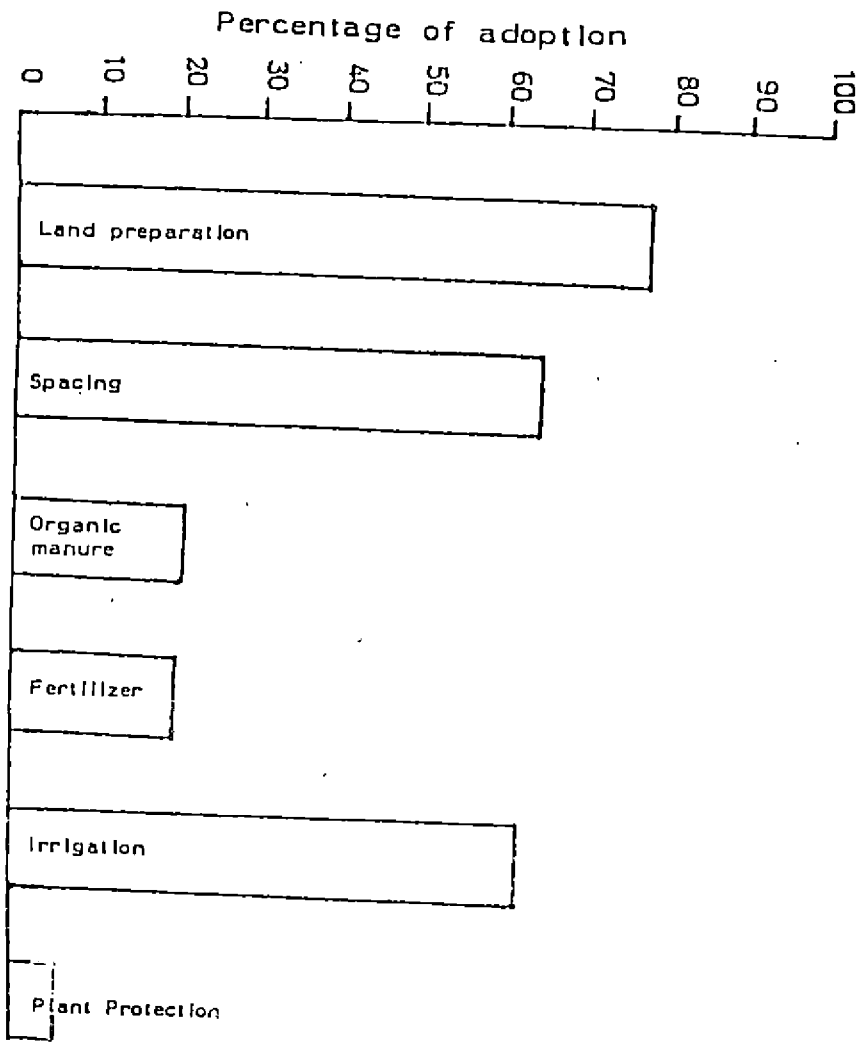 Percentage of adoption
0
10
20
30
40
50
60
70
80
90
100
Land preparation
Spacing
Organic
manure
Fertilizer
Irrigation
Plant Protection